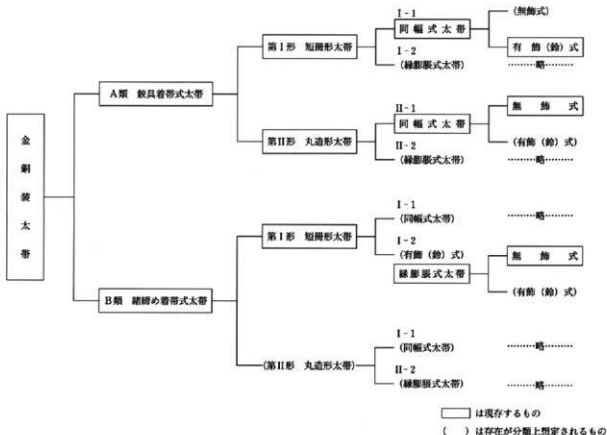 金銅装太帯
A類 鉸具着帯式太帯
第I形 短冊形太帯
I-1
同幅式太帯
(無飾式)
有飾(鈴)式
I-2
(縁膨脹式太帯)
………略………
第II形 丸造形太帯
II-1
同幅式太帯
無飾式
(有飾(鈴)式)
II-2
(縁膨脹式太帯)
………略………
B類 緒締め着帯式太帯
第I形 短冊形太帯
I-1
(同幅式太帯)
………略………
I-2
(有飾(鈴)式)
縁膨脹式太帯
無飾式
(有飾(鈴)式)
(第II形 丸造形太帯)
I-1
(同幅式太帯)
………略………
II-2
(縁膨脹式太帯)
………略………
は現存するもの
( )は存在が分類上想定されるもの